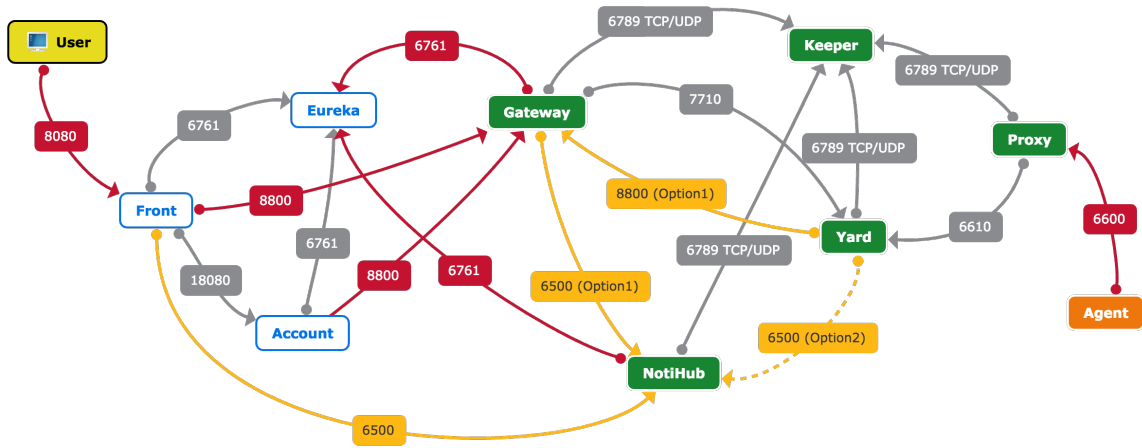 6789 TCP/UDP
User
6761
Keeper
6789 TCP/UDP
7710
Eureka
Gateway
6761
8080
Proxy
6789 TCP/UDP
8800 (Option1)
8800
Front
6600
6610
Yard
6761
6789 TCP/UDP
6761
8800
18080
6500 (Option1)
Agent
Account
6500 (Option2)
NotiHub
6500